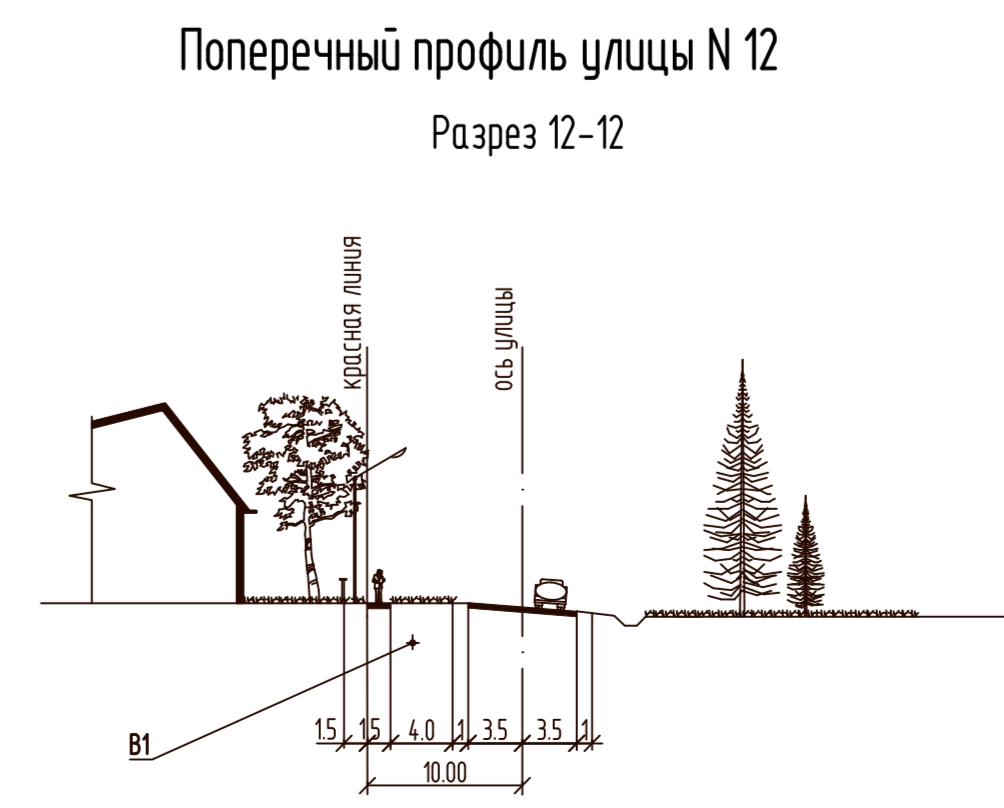 Поперечный профиль улицы N 12
Разрез 12-12
красная линия
ось улицы
В1
1.5 1.5 4.0 1 3.5 3.5 1
10.00